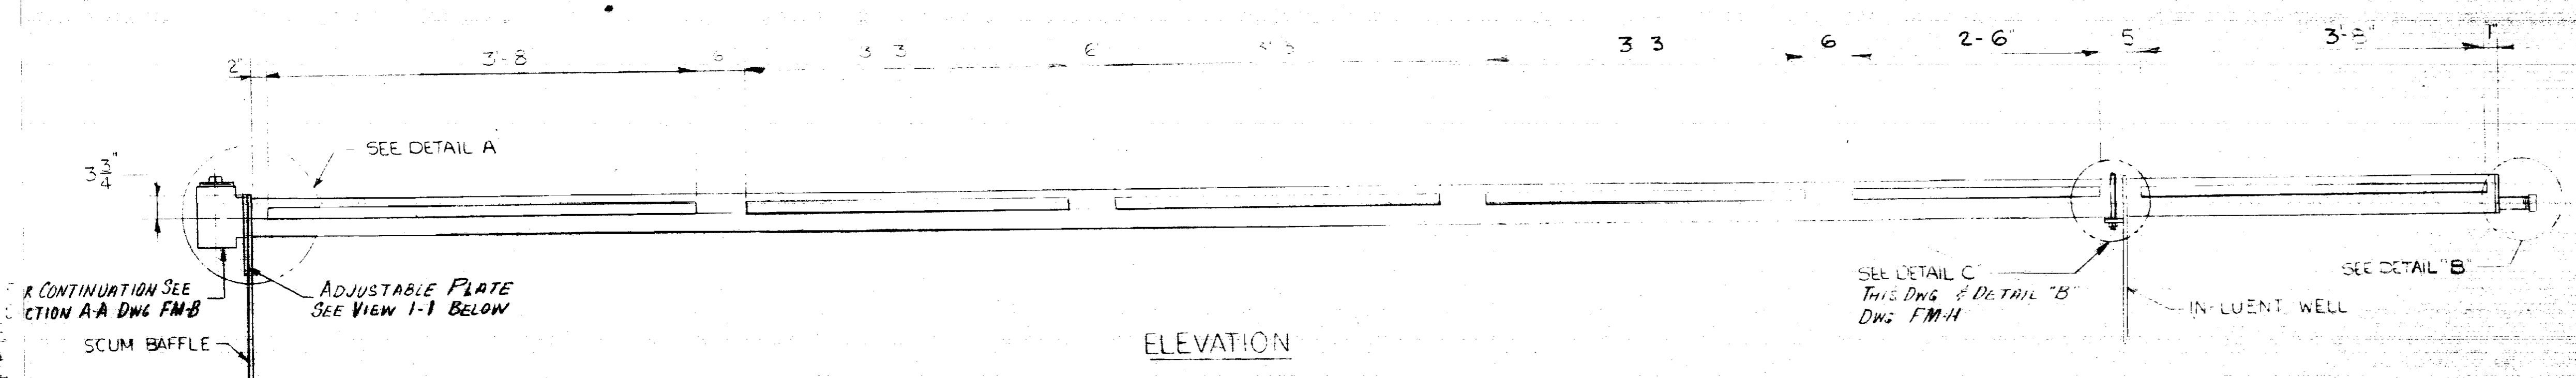 2"
3'-8
6
3 3
6
3' 3
3 3
6
2-6"
5
3'-8"
1"
3 3/4"
SEE DETAIL A
R CONTINUATION SEE
CTION A-A DWG FM-B
ADJUSTABLE PLATE
SEE VIEW 1-1 BELOW
SCUM BAFFLE
ELEVATION
SEE DETAIL C
THIS DWG & DETAIL "B"
DWG FM-H
IN-LUENT WELL
SEE DETAIL "B"